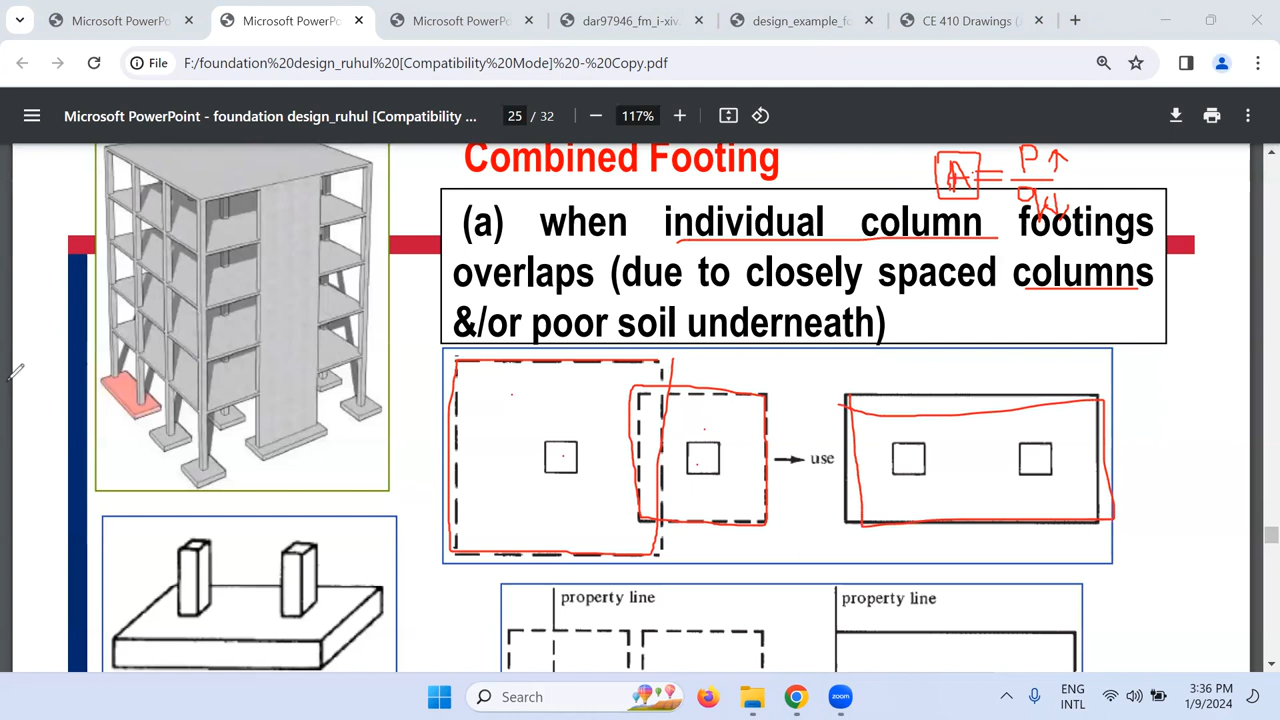 Microsoft PowerPo
Microsoft PowerPoi
Microsoft PowerPo
dar97946_fm_i-xiv.
design_example_fo
CE 410 Drawings (
File
F:/foundation%20design_ruhul%20[Compatibility%20Mode]%20-%20Copy.pdf
Microsoft PowerPoint - foundation design_ruhul [Compatibility ...
25 / 32
117%
Combined Footing
A = P↑
(a) when individual column footings
overlaps (due to closely spaced columns
&/or poor soil underneath)
use
property line
property line
Search
zoom
ENG
INTL
3:36 PM
1/9/2024